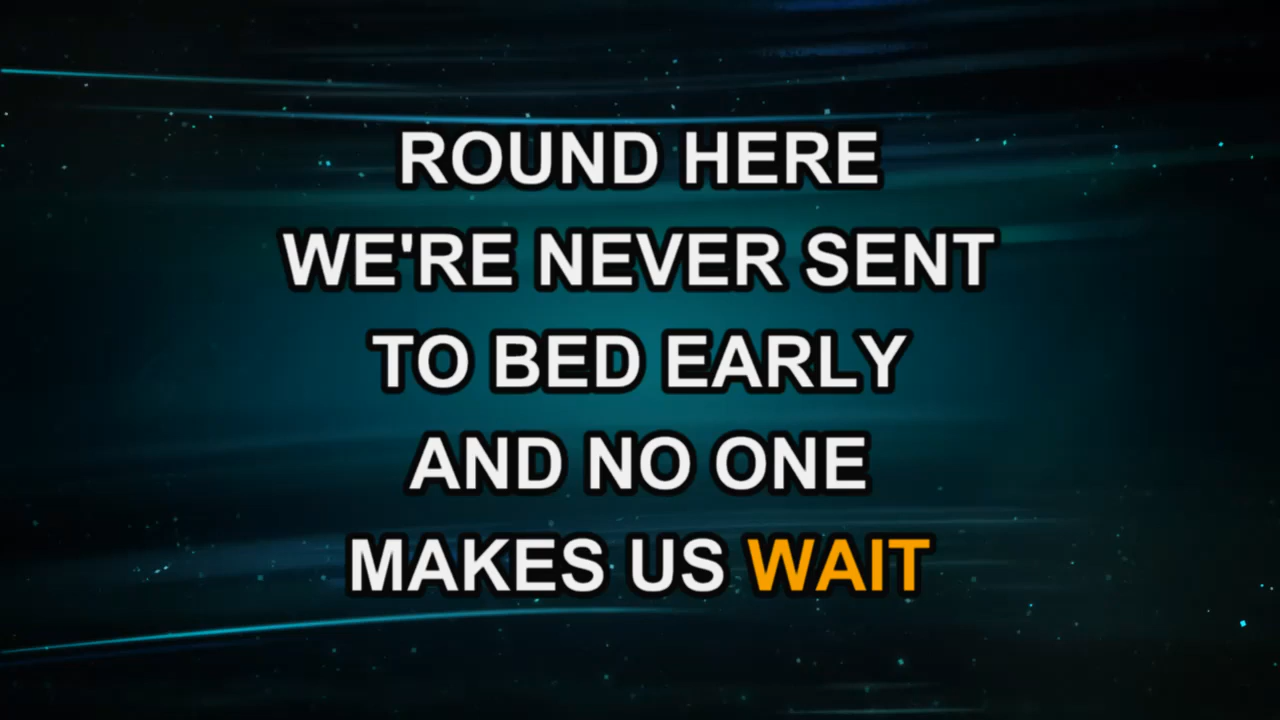 ROUND HERE
WE'RE NEVER SENT
TO BED EARLY
AND NO ONE
MAKES US WAIT